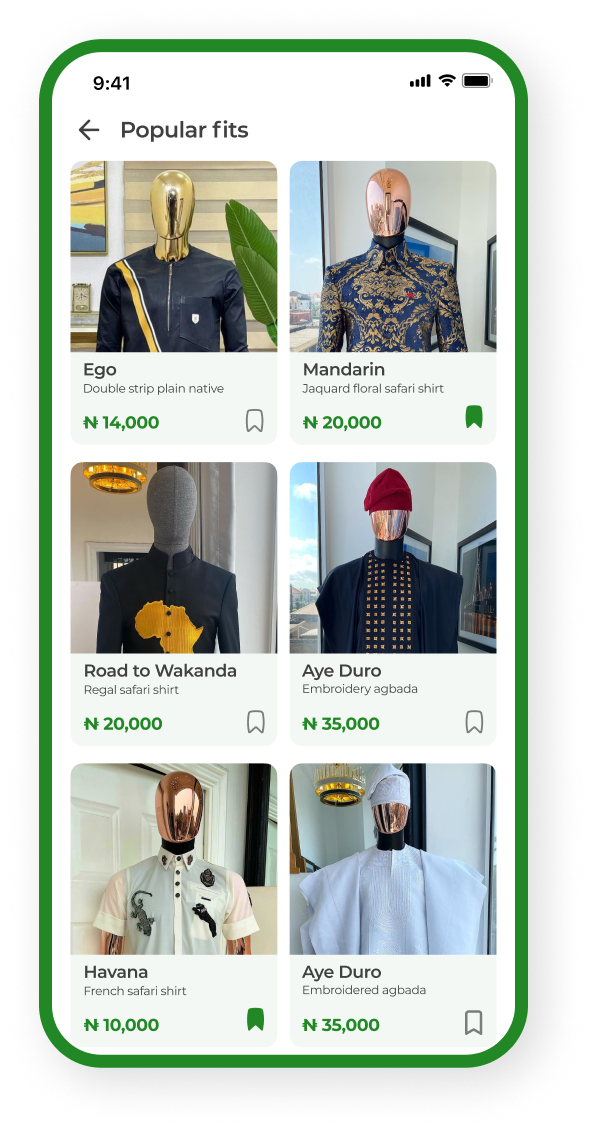 9:41
Popular fits
Ego
Double strip plain native
₦ 14,000
Mandarin
Jaquard floral safari shirt
₦ 20,000
Road to Wakanda
Regal safari shirt
₦ 20,000
Aye Duro
Embroidery agbada
₦ 35,000
Havana
French safari shirt
₦ 10,000
Aye Duro
Embroidered agbada
₦ 35,000